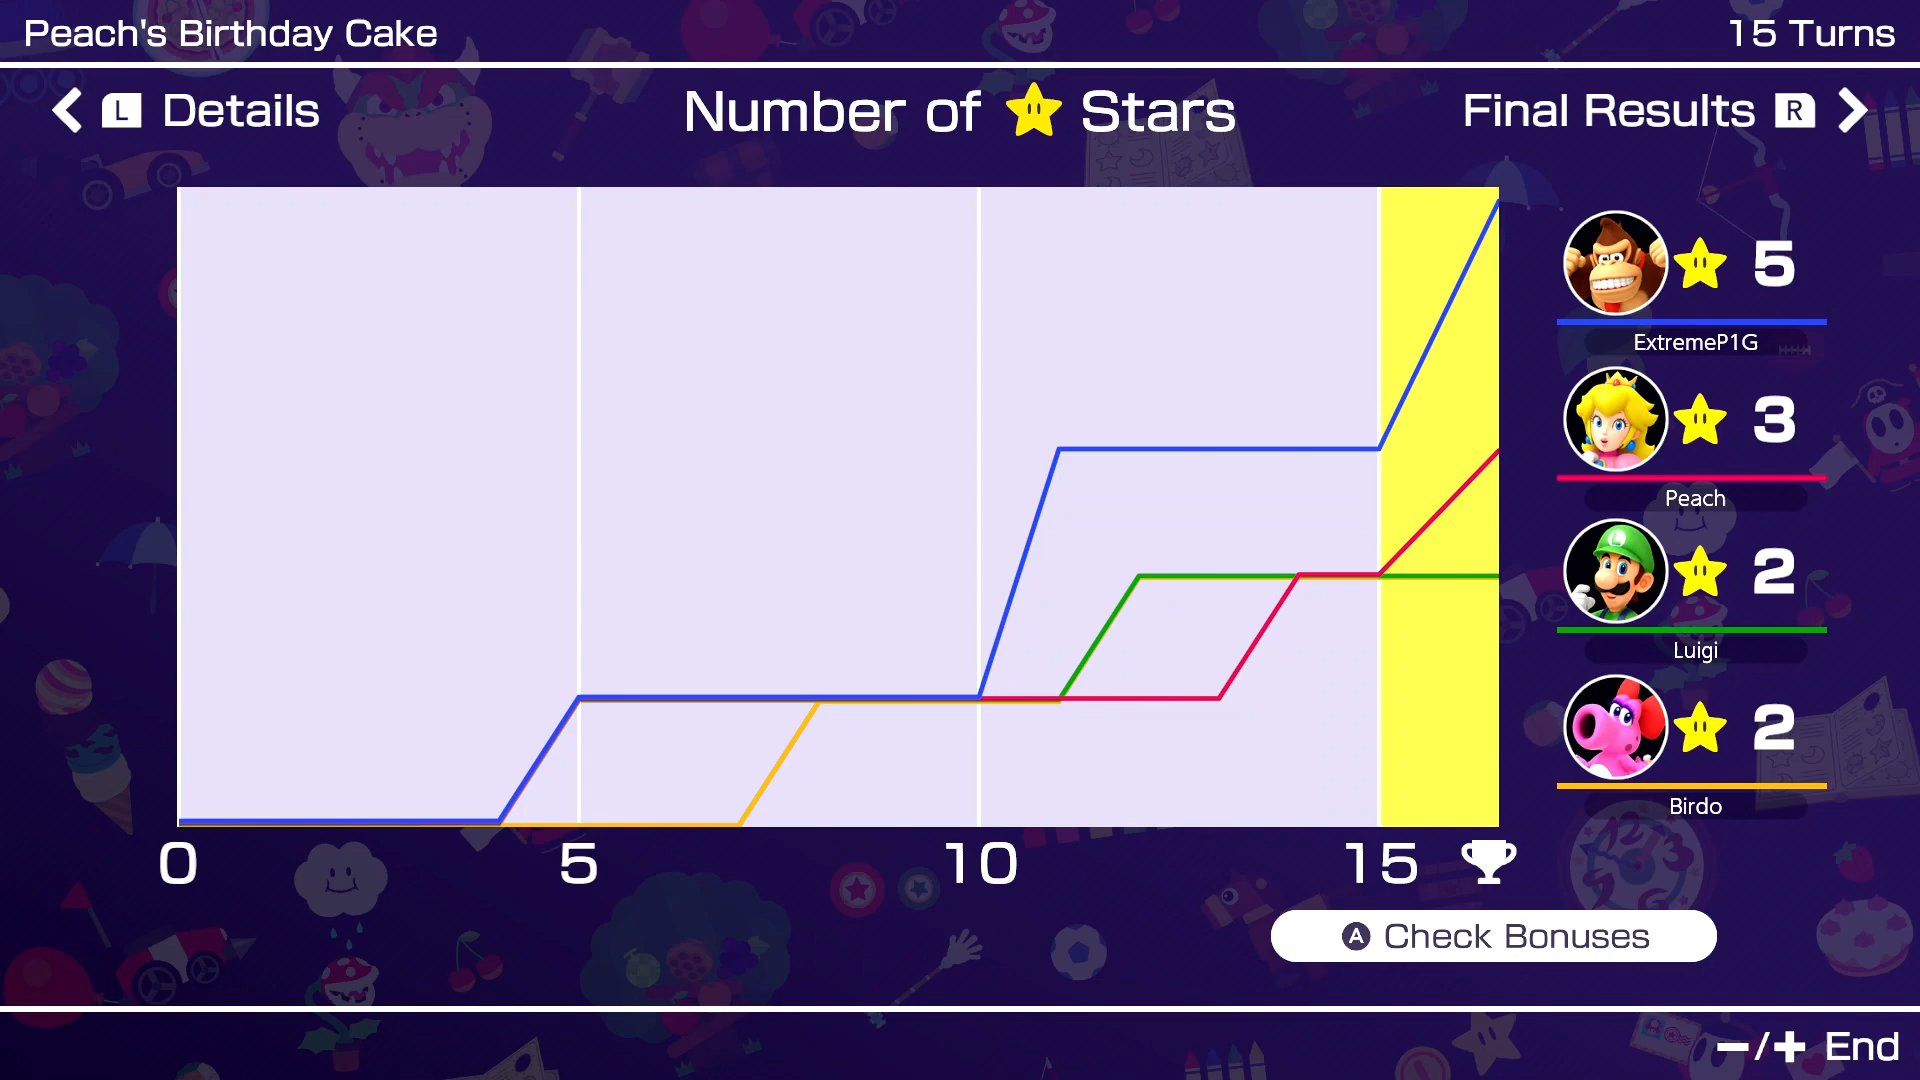 Peach's Birthday Cake
15 Turns
L Details
Number of Stars
Final Results R
5
ExtremeP1G
3
Peach
2
Luigi
2
Birdo
0 5 10 15
A Check Bonuses
−/+ End